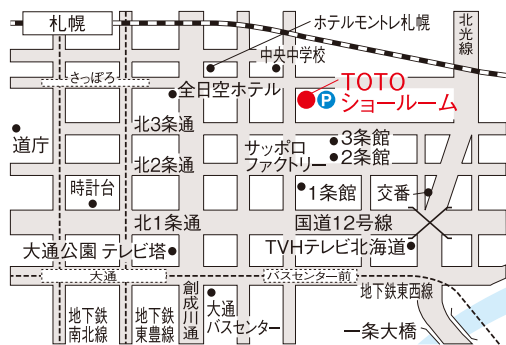 札幌
ホテルモントレ札幌
北光線
中央中学校
さっぽろ
全日空ホテル
TOTO
ショールーム
P
北3条通
道庁
サッポロ
ファクトリー
3条館
2条館
北2条通
時計台
1条館
交番
北1条通
国道12号線
大通公園
テレビ塔
TVHテレビ北海道
大通
バスセンター前
地下鉄東西線
地下鉄
南北線
地下鉄
東豊線
創成川通
大通
バスセンター
一条大橋